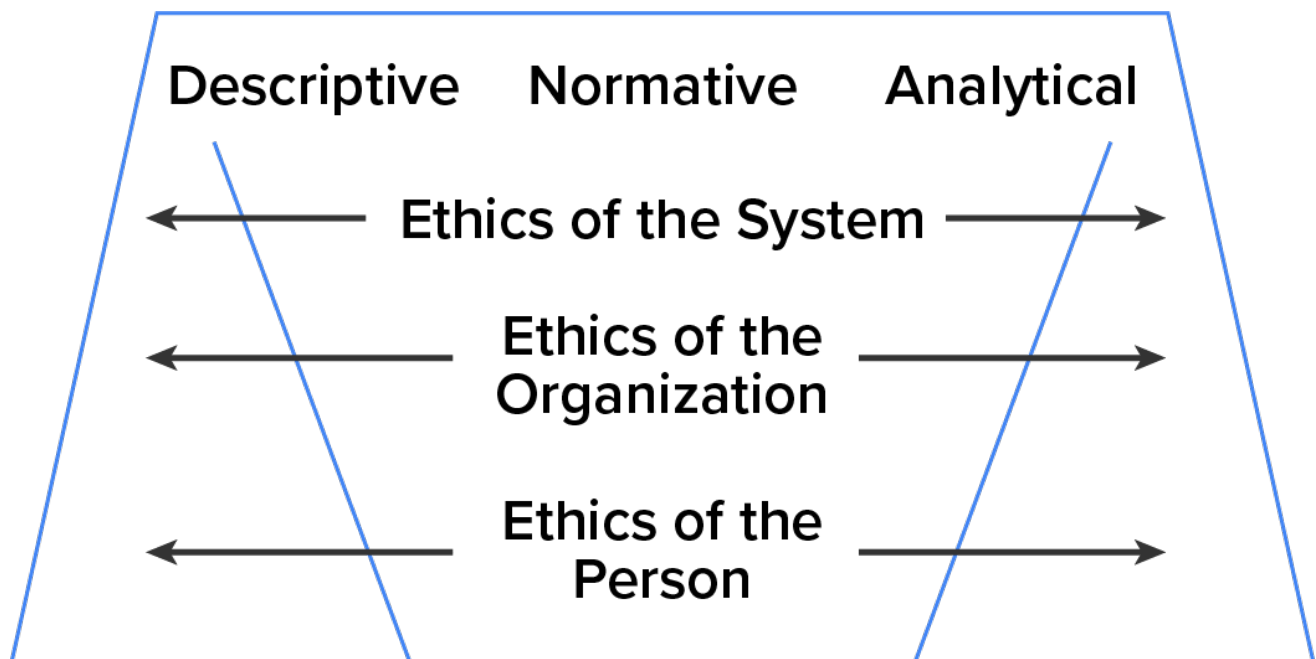 Descriptive Normative Analytical
Ethics of the System
Ethics of the
Organization
Ethics of the
Person